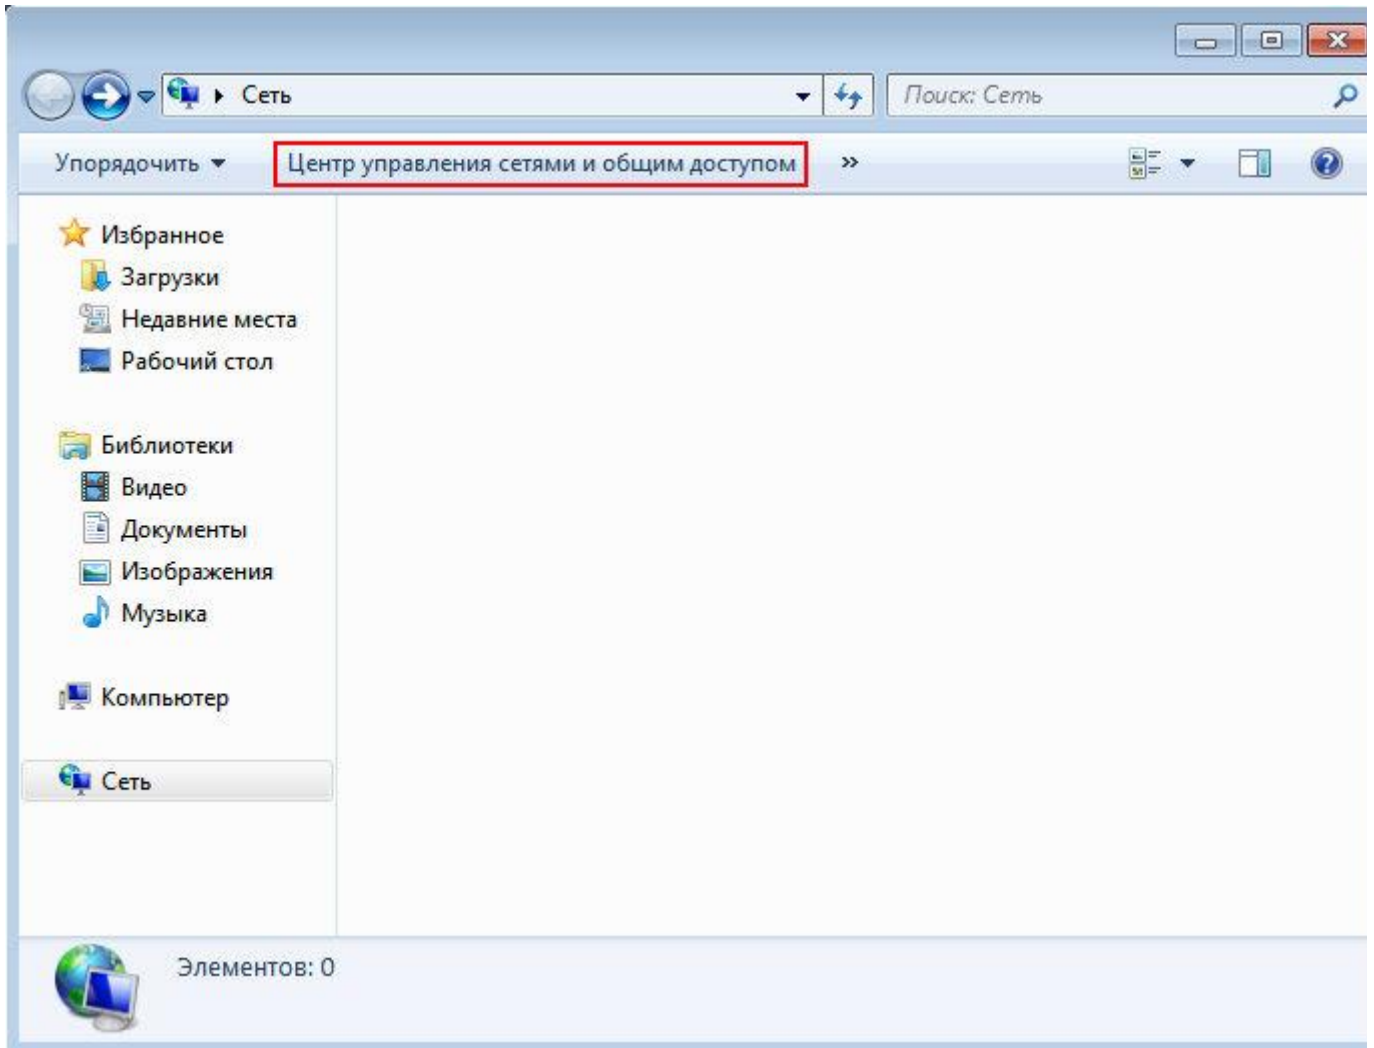 Сеть
Поиск: Сеть
Упорядочить
Центр управления сетями и общим доступом
»
Избранное
Загрузки
Недавние места
Рабочий стол
Библиотеки
Видео
Документы
Изображения
Музыка
Компьютер
Сеть
Элементов: 0